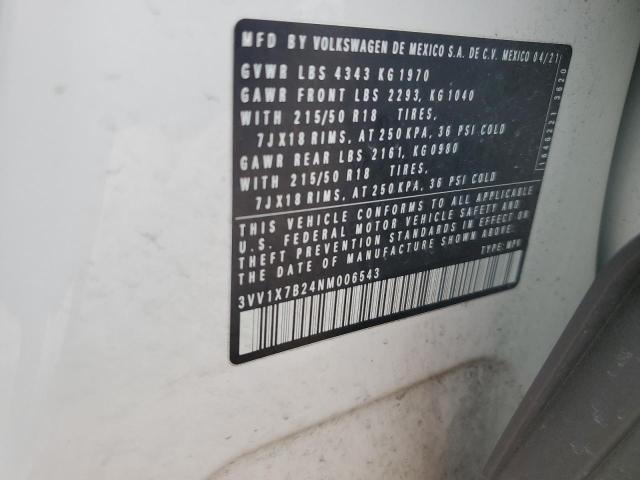 MFD BY VOLKSWAGEN DE MEXICO S.A. DE C.V. MEXICO 04/21
GVWR LBS 4343 KG 1970
GAWR FRONT LBS 2293, KG 1040
WITH 215/50 R18 TIRES,
7JX18 RIMS, AT 250 KPA, 36 PSI COLD
GAWR REAR LBS 2161, KG 0980
WITH 215/50 R18 TIRES,
7JX18 RIMS, AT 250 KPA, 36 PSI COLD
THIS VEHICLE CONFORMS TO ALL APPLICABLE
U.S. FEDERAL MOTOR VEHICLE SAFETY AND
THEFT PREVENTION STANDARDS IN EFFECT ON
THE DATE OF MANUFACTURE SHOWN ABOVE.
TYPE: MPV
3VV1X7B24NM006543
1640221 3620